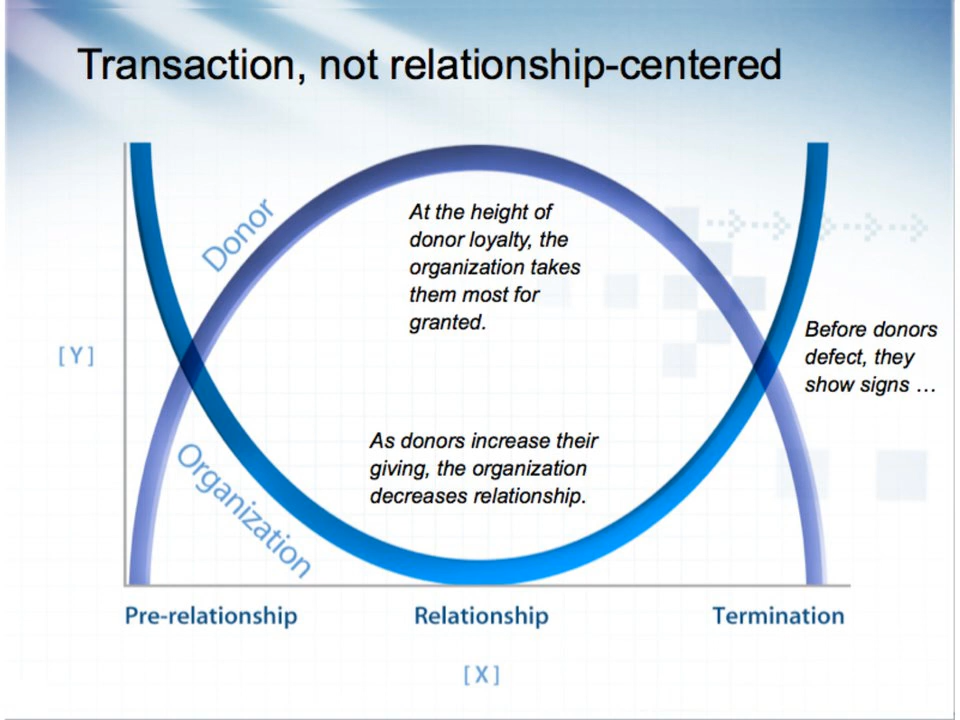 Transaction, not relationship-centered
Donor
At the height of
donor loyalty, the
organization takes
them most for
granted.
[Y]
Before donors
defect, they
show signs …
As donors increase their
giving, the organization
decreases relationship.
Organization
Pre-relationship
Relationship
Termination
[X]